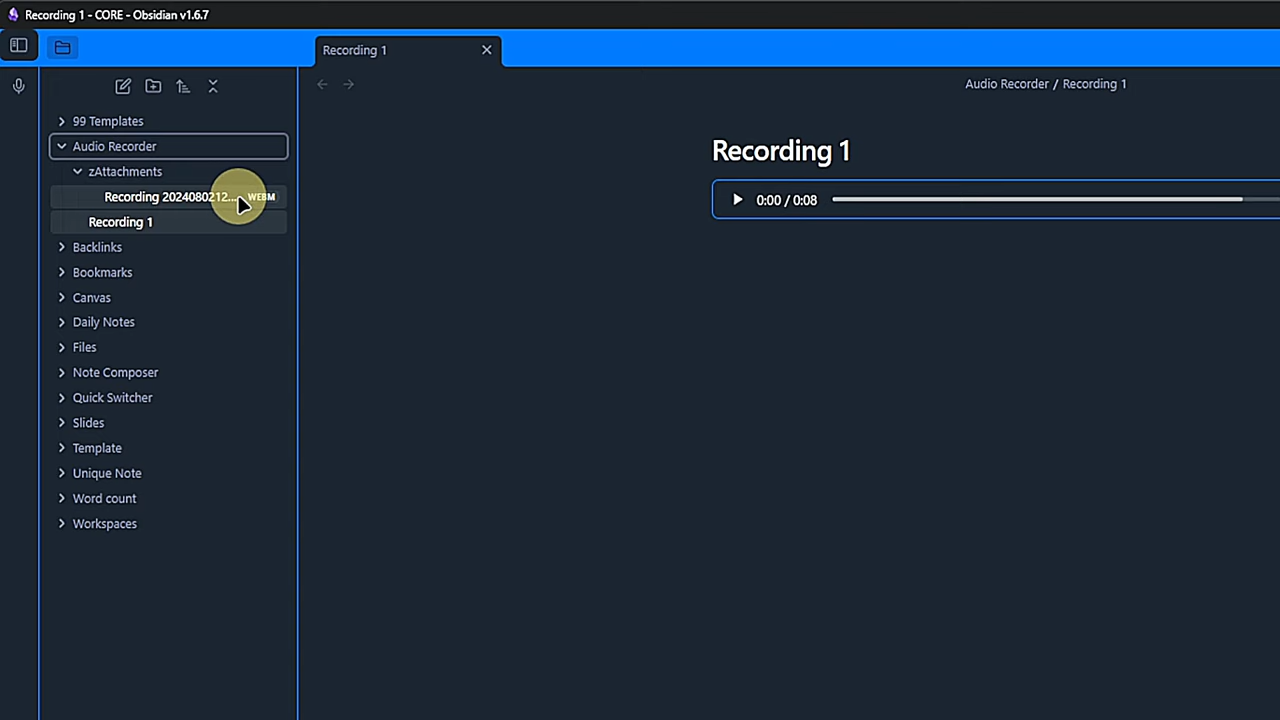 Recording 1 - CORE - Obsidian v1.6.7
Recording 1
Audio Recorder / Recording 1
99 Templates
Audio Recorder
zAttachments
Recording 2024080212... WEBM
Recording 1
Backlinks
Bookmarks
Canvas
Daily Notes
Files
Note Composer
Quick Switcher
Slides
Template
Unique Note
Word count
Workspaces
Recording 1
0:00 / 0:08